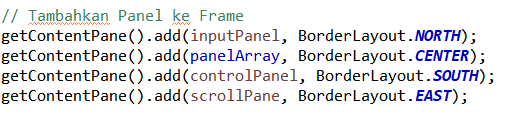 // Tambahkan Panel ke Frame
getContentPane().add(inputPanel, BorderLayout.NORTH);
getContentPane().add(panelArray, BorderLayout.CENTER);
getContentPane().add(controlPanel, BorderLayout.SOUTH);
getContentPane().add(scrollPane, BorderLayout.EAST);